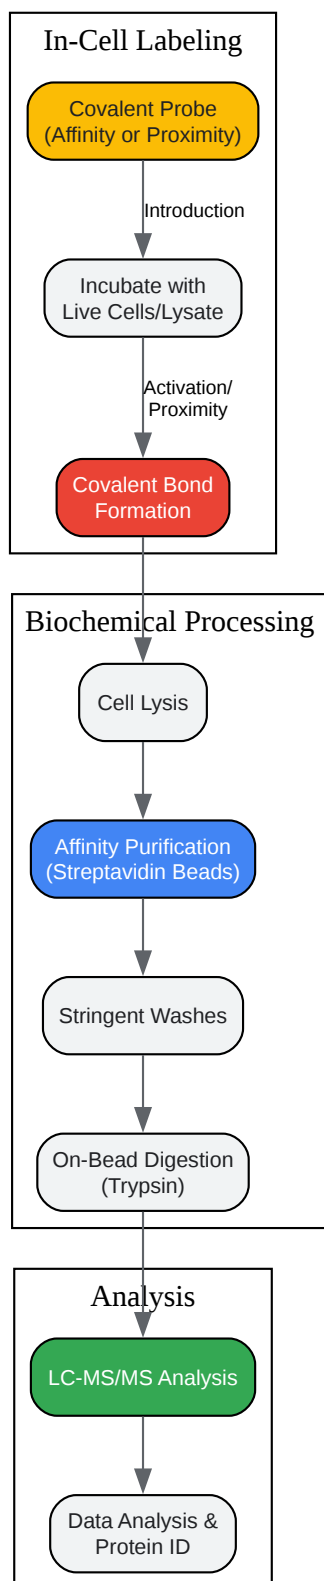 In-Cell Labeling
Covalent Probe
(Affinity or Proximity)
Introduction
Incubate with
Live Cells/Lysate
Activation/
Proximity
Covalent Bond
Formation
Biochemical Processing
Cell Lysis
Affinity Purification
(Streptavidin Beads)
Stringent Washes
On-Bead Digestion
(Trypsin)
Analysis
LC-MS/MS Analysis
Data Analysis &
Protein ID